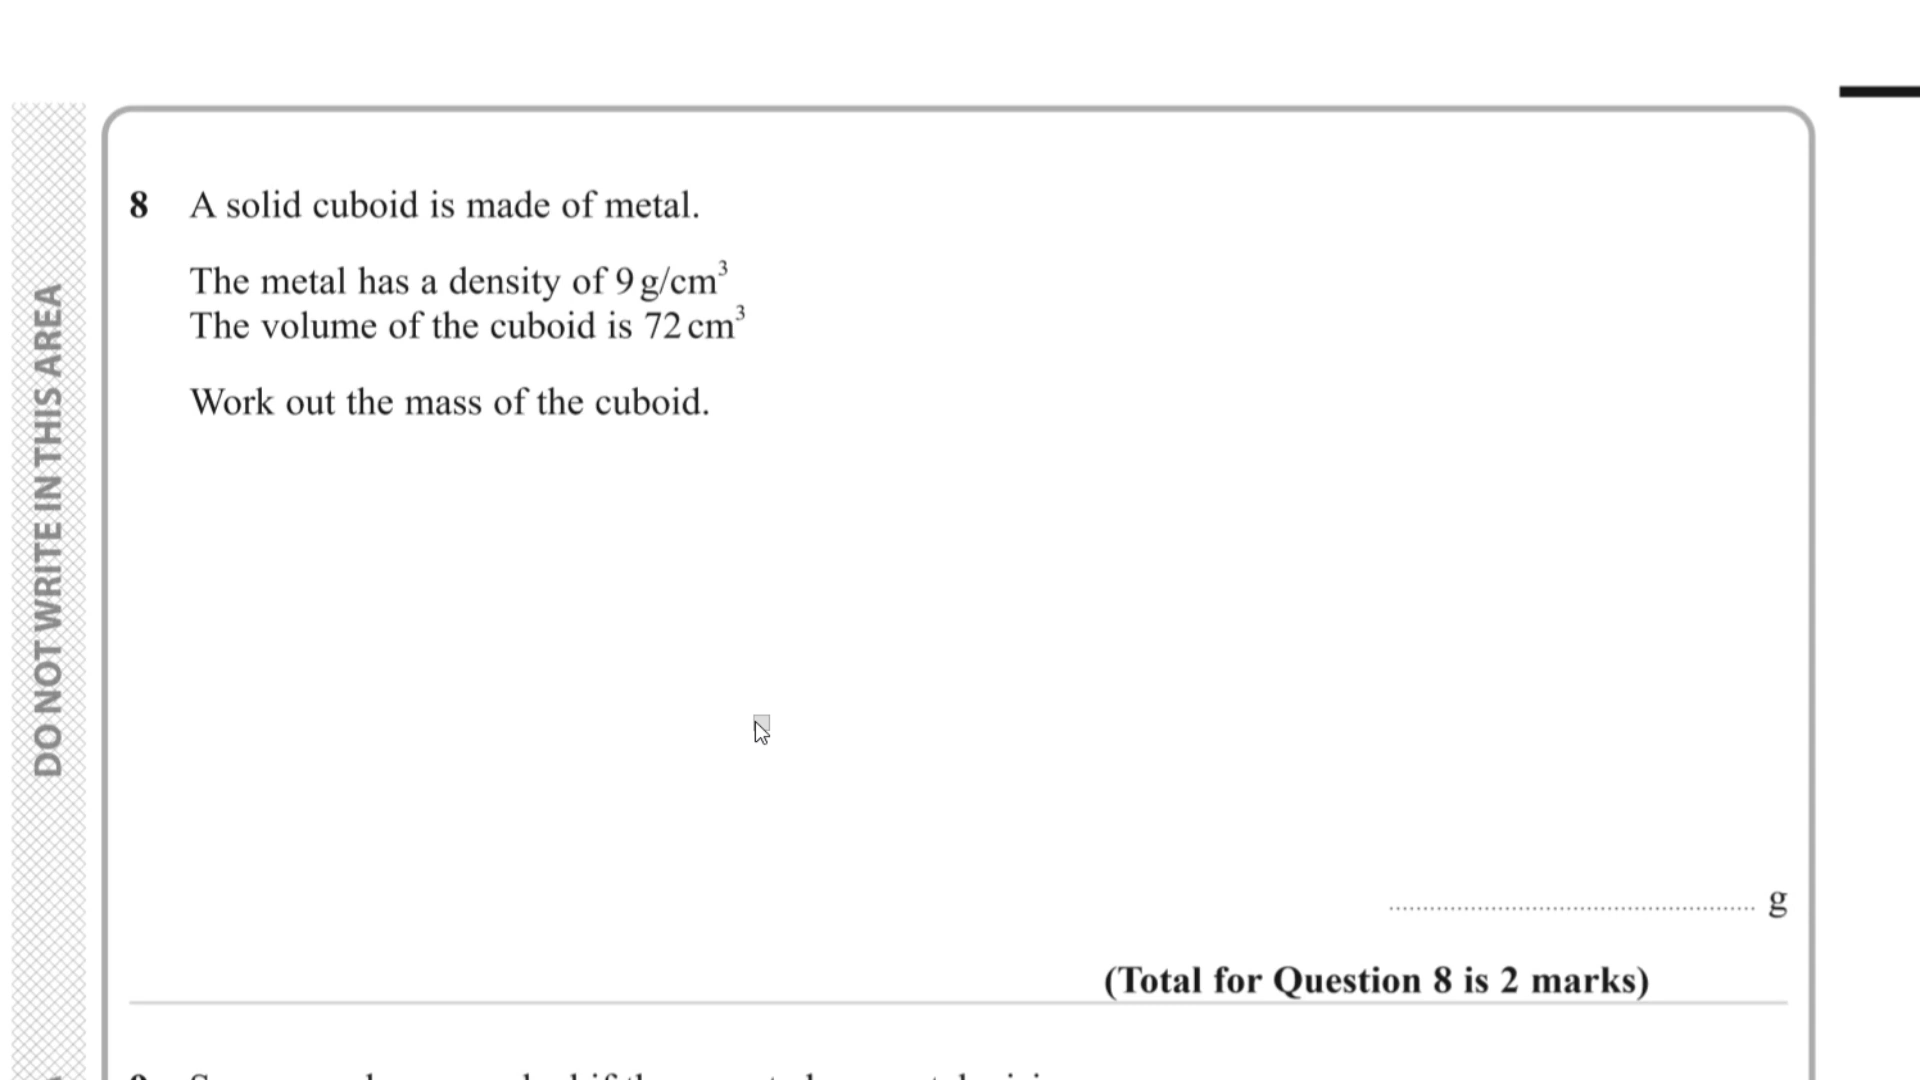 DO NOT WRITE IN THIS AREA
8 A solid cuboid is made of metal.
The metal has a density of 9 g/cm³
The volume of the cuboid is 72 cm³
Work out the mass of the cuboid.
.................................................. g
(Total for Question 8 is 2 marks)